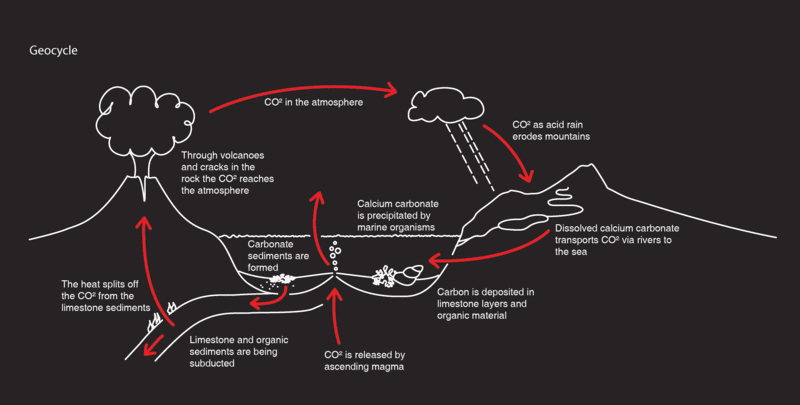 Geocycle
CO² in the atmosphere
CO² as acid rain
erodes mountains
Through volcanoes
and cracks in the
rock the CO² reaches
the atmosphere
Calcium carbonate
is precipitated by
marine organisms
Dissolved calcium carbonate
transports CO² via rivers to
the sea
Carbonate
sediments are
formed
The heat splits off
the CO² from the
limestone sediments
Carbon is deposited in
limestone layers and
organic material
Limestone and organic
sediments are being
subducted
CO² is released by
ascending magma